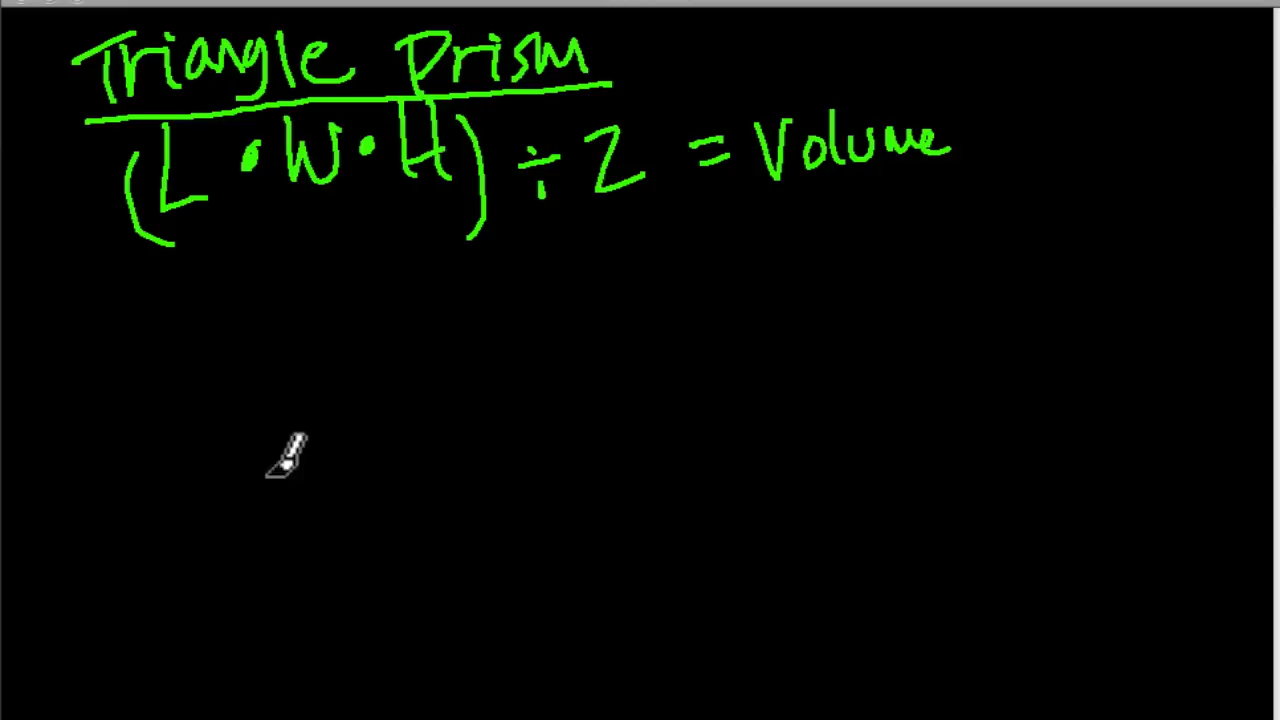 Triangle Prism
(L • W • H) ÷ 2 = Volume